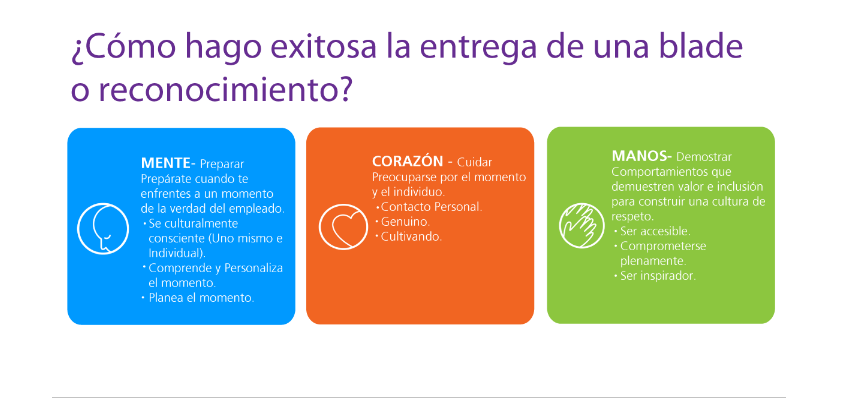 ¿Cómo hago exitosa la entrega de una blade
o reconocimiento?
MENTE- Preparar
Prepárate cuando te
enfrentes a un momento
de la verdad del empleado.
· Se culturalmente
consciente (Uno mismo e
Individual).
· Comprende y Personaliza
el momento.
· Planea el momento.
CORAZÓN - Cuidar
Preocuparse por el momento
y el individuo.
· Contacto Personal.
· Genuino.
· Cultivando.
MANOS- Demostrar
Comportamientos que
demuestren valor e inclusión
para construir una cultura de
respeto.
· Ser accesible.
· Comprometerse
plenamente.
· Ser inspirador.